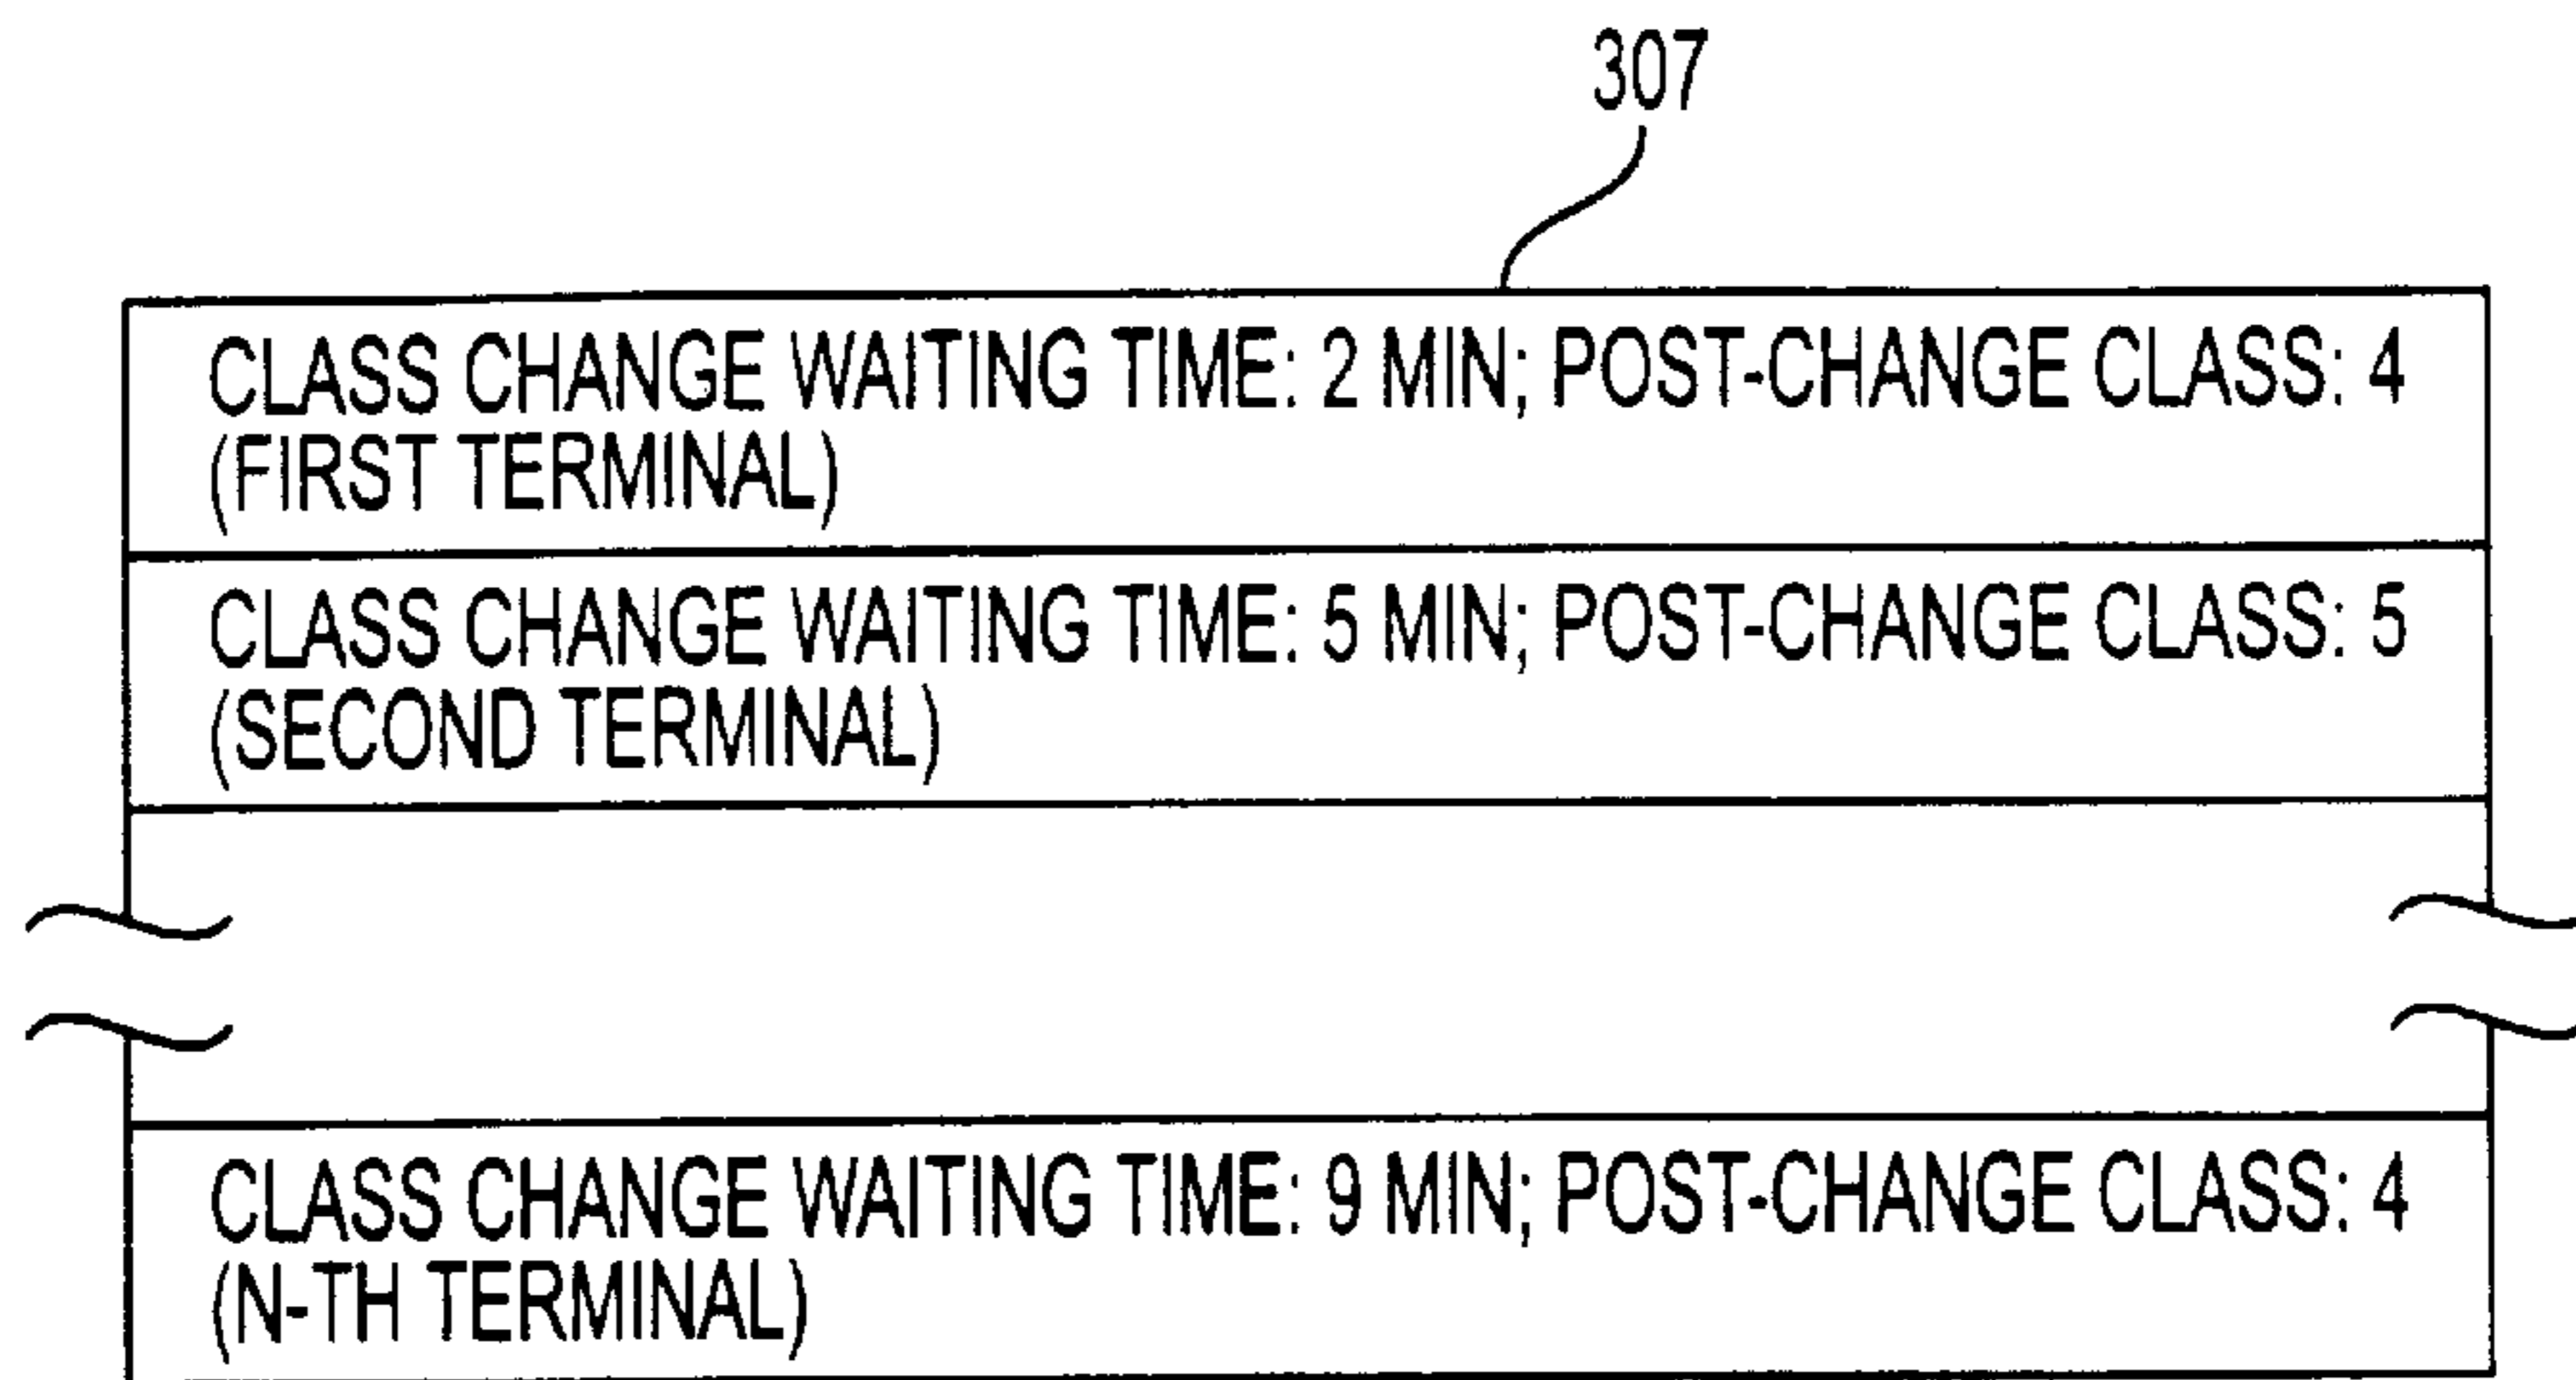 307
CLASS CHANGE WAITING TIME: 2 MIN; POST-CHANGE CLASS: 4
(FIRST TERMINAL)
CLASS CHANGE WAITING TIME: 5 MIN; POST-CHANGE CLASS: 5
(SECOND TERMINAL)
CLASS CHANGE WAITING TIME: 9 MIN; POST-CHANGE CLASS: 4
(N-TH TERMINAL)